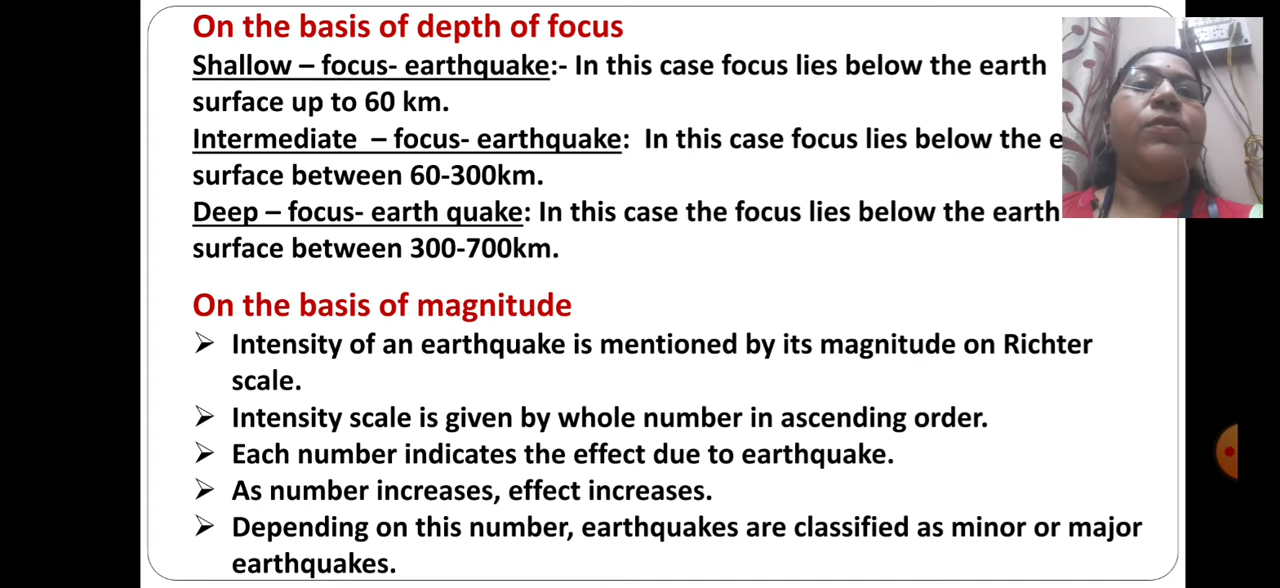 On the basis of depth of focus
Shallow – focus- earthquake:- In this case focus lies below the earth
surface up to 60 km.
Intermediate – focus- earthquake: In this case focus lies below the
surface between 60-300km.
Deep – focus- earth quake: In this case the focus lies below the earth
surface between 300-700km.
On the basis of magnitude
➢ Intensity of an earthquake is mentioned by its magnitude on Richter
scale.
➢ Intensity scale is given by whole number in ascending order.
➢ Each number indicates the effect due to earthquake.
➢ As number increases, effect increases.
➢ Depending on this number, earthquakes are classified as minor or major
earthquakes.